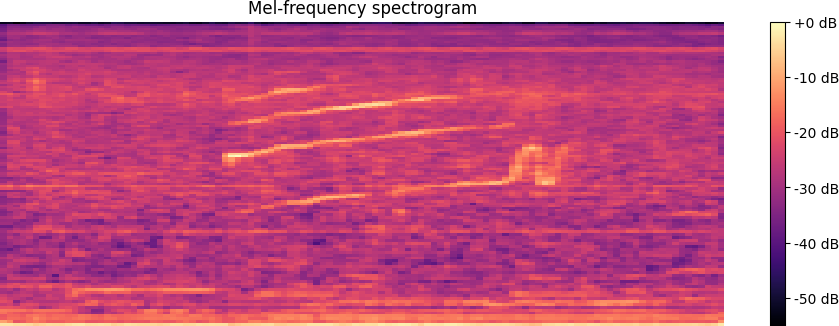 Mel-frequency spectrogram
+0 dB
-10 dB
-20 dB
-30 dB
-40 dB
-50 dB